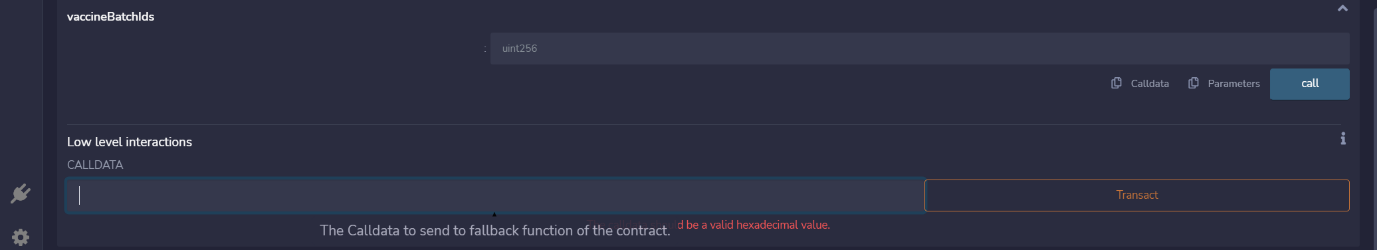 vaccineBatchIds
: uint256
Calldata Parameters call
Low level interactions
CALLDATA
Transact
The Calldata to send to fallback function of the contract. d be a valid hexadecimal value.